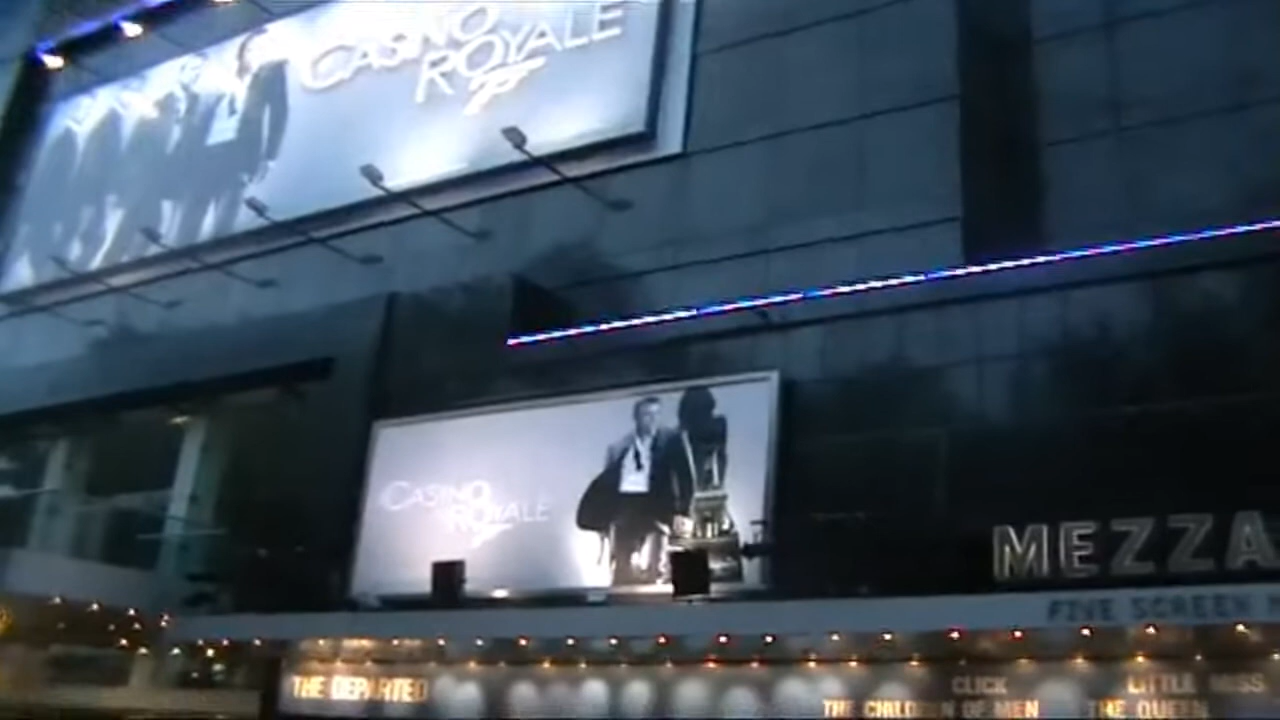 CASINO
ROYALE
CASINO
ROYALE
MEZZA
FIVE SCREEN
THE DEPARTED
CLICK
LITTLE MISS
THE CHILDREN OF MEN
THE QUEEN